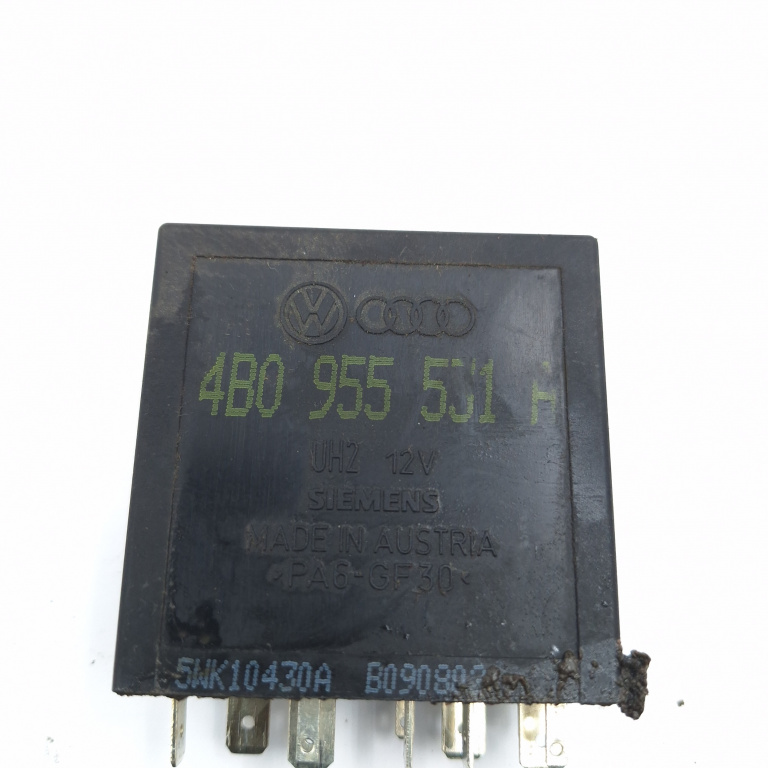 4B0 955 531 A
UH2 12V
SIEMENS
MADE IN AUSTRIA
>PA6-GF30<
5WK10430A